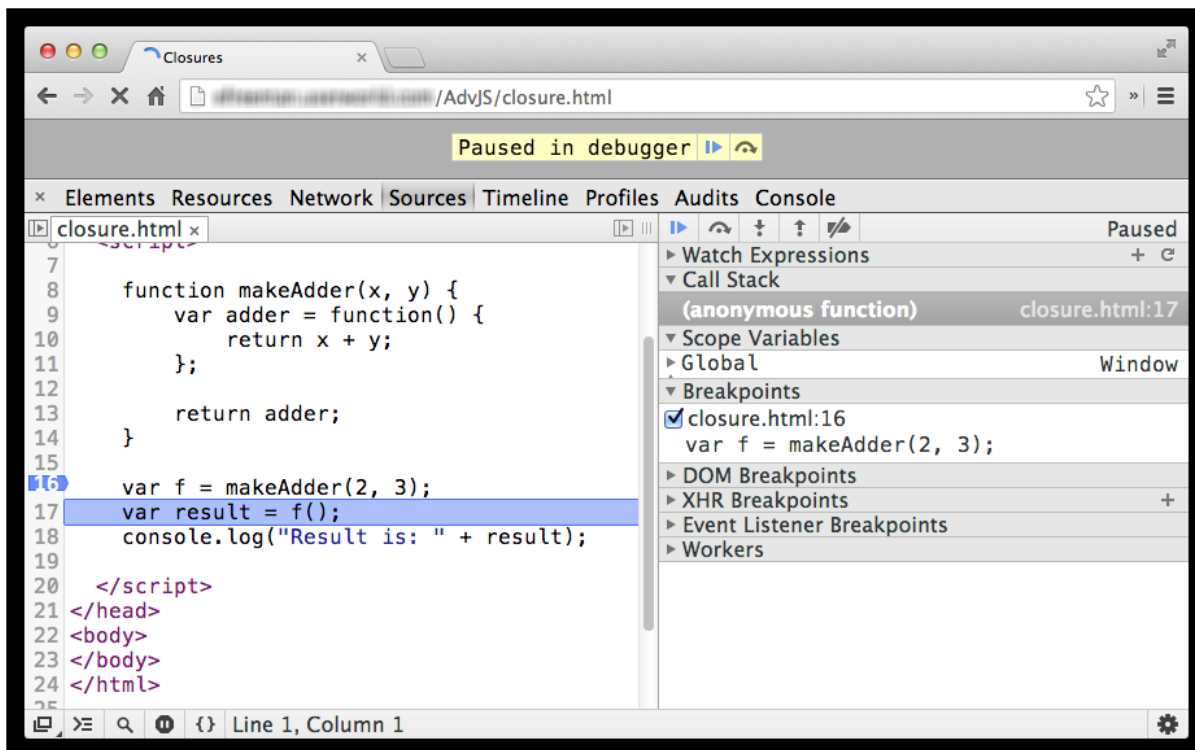 Closures
/AdvJS/closure.html
Paused in debugger
Elements Resources Network Sources Timeline Profiles Audits Console
closure.html
Paused
6 <script>
7
8 function makeAdder(x, y) {
9 var adder = function() {
10 return x + y;
11 };
12
13 return adder;
14 }
15
16 var f = makeAdder(2, 3);
17 var result = f();
18 console.log("Result is: " + result);
19
20 </script>
21 </head>
22 <body>
23 </body>
24 </html>
25
Watch Expressions
Call Stack
(anonymous function) closure.html:17
Scope Variables
Global Window
Breakpoints
closure.html:16
var f = makeAdder(2, 3);
DOM Breakpoints
XHR Breakpoints
Event Listener Breakpoints
Workers
{} Line 1, Column 1